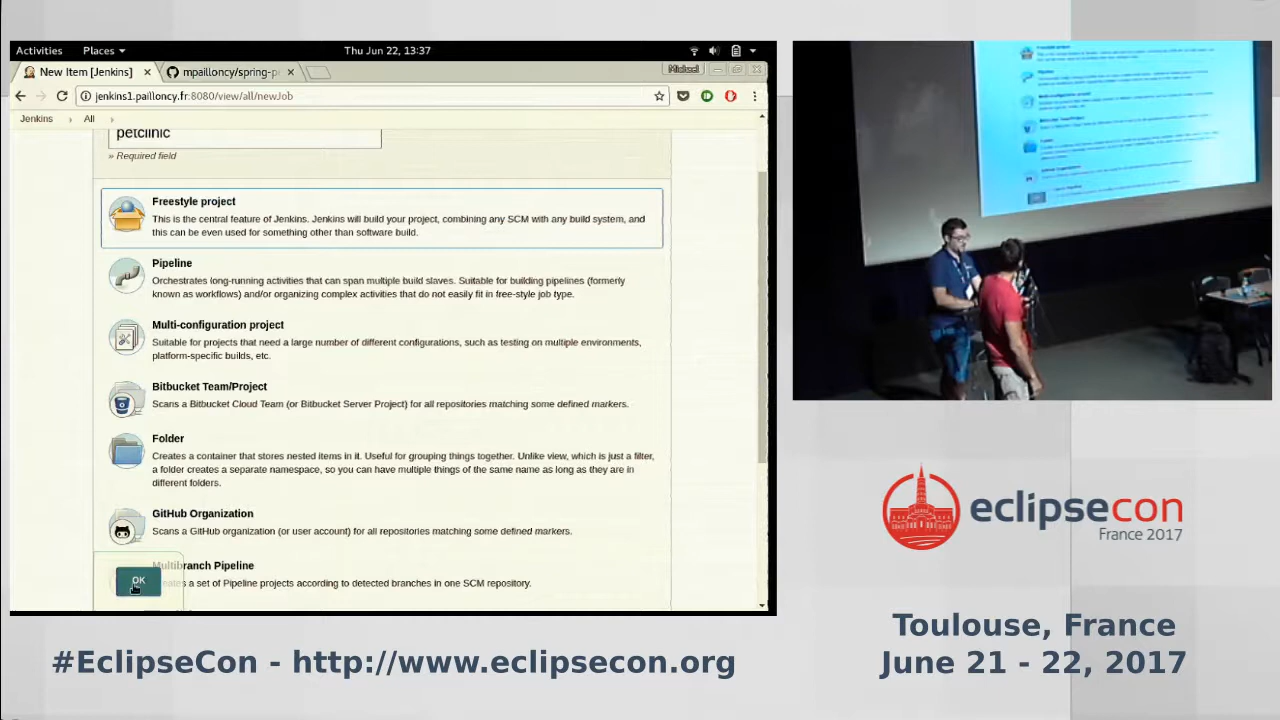 Activities Places Thu Jun 22, 13:37
New Item [Jenkins] mpailloncy/spring-p Mickael
jenkins1.pailloncy.fr:8080/view/all/newJob
Jenkins All
petclinic
» Required field
Freestyle project
This is the central feature of Jenkins. Jenkins will build your project, combining any SCM with any build system, and
this can be even used for something other than software build.
Pipeline
Orchestrates long-running activities that can span multiple build slaves. Suitable for building pipelines (formerly
known as workflows) and/or organizing complex activities that do not easily fit in free-style job type.
Multi-configuration project
Suitable for projects that need a large number of different configurations, such as testing on multiple environments,
platform-specific builds, etc.
Bitbucket Team/Project
Scans a Bitbucket Cloud Team (or Bitbucket Server Project) for all repositories matching some defined markers.
Folder
Creates a container that stores nested items in it. Useful for grouping things together. Unlike view, which is just a filter,
a folder creates a separate namespace, so you can have multiple things of the same name as long as they are in
different folders.
GitHub Organization
Scans a GitHub organization (or user account) for all repositories matching some defined markers.
Multibranch Pipeline
OK
a set of Pipeline projects according to detected branches in one SCM repository.
eclipsecon
France 2017
Toulouse, France
June 21 - 22, 2017
#EclipseCon - http://www.eclipsecon.org